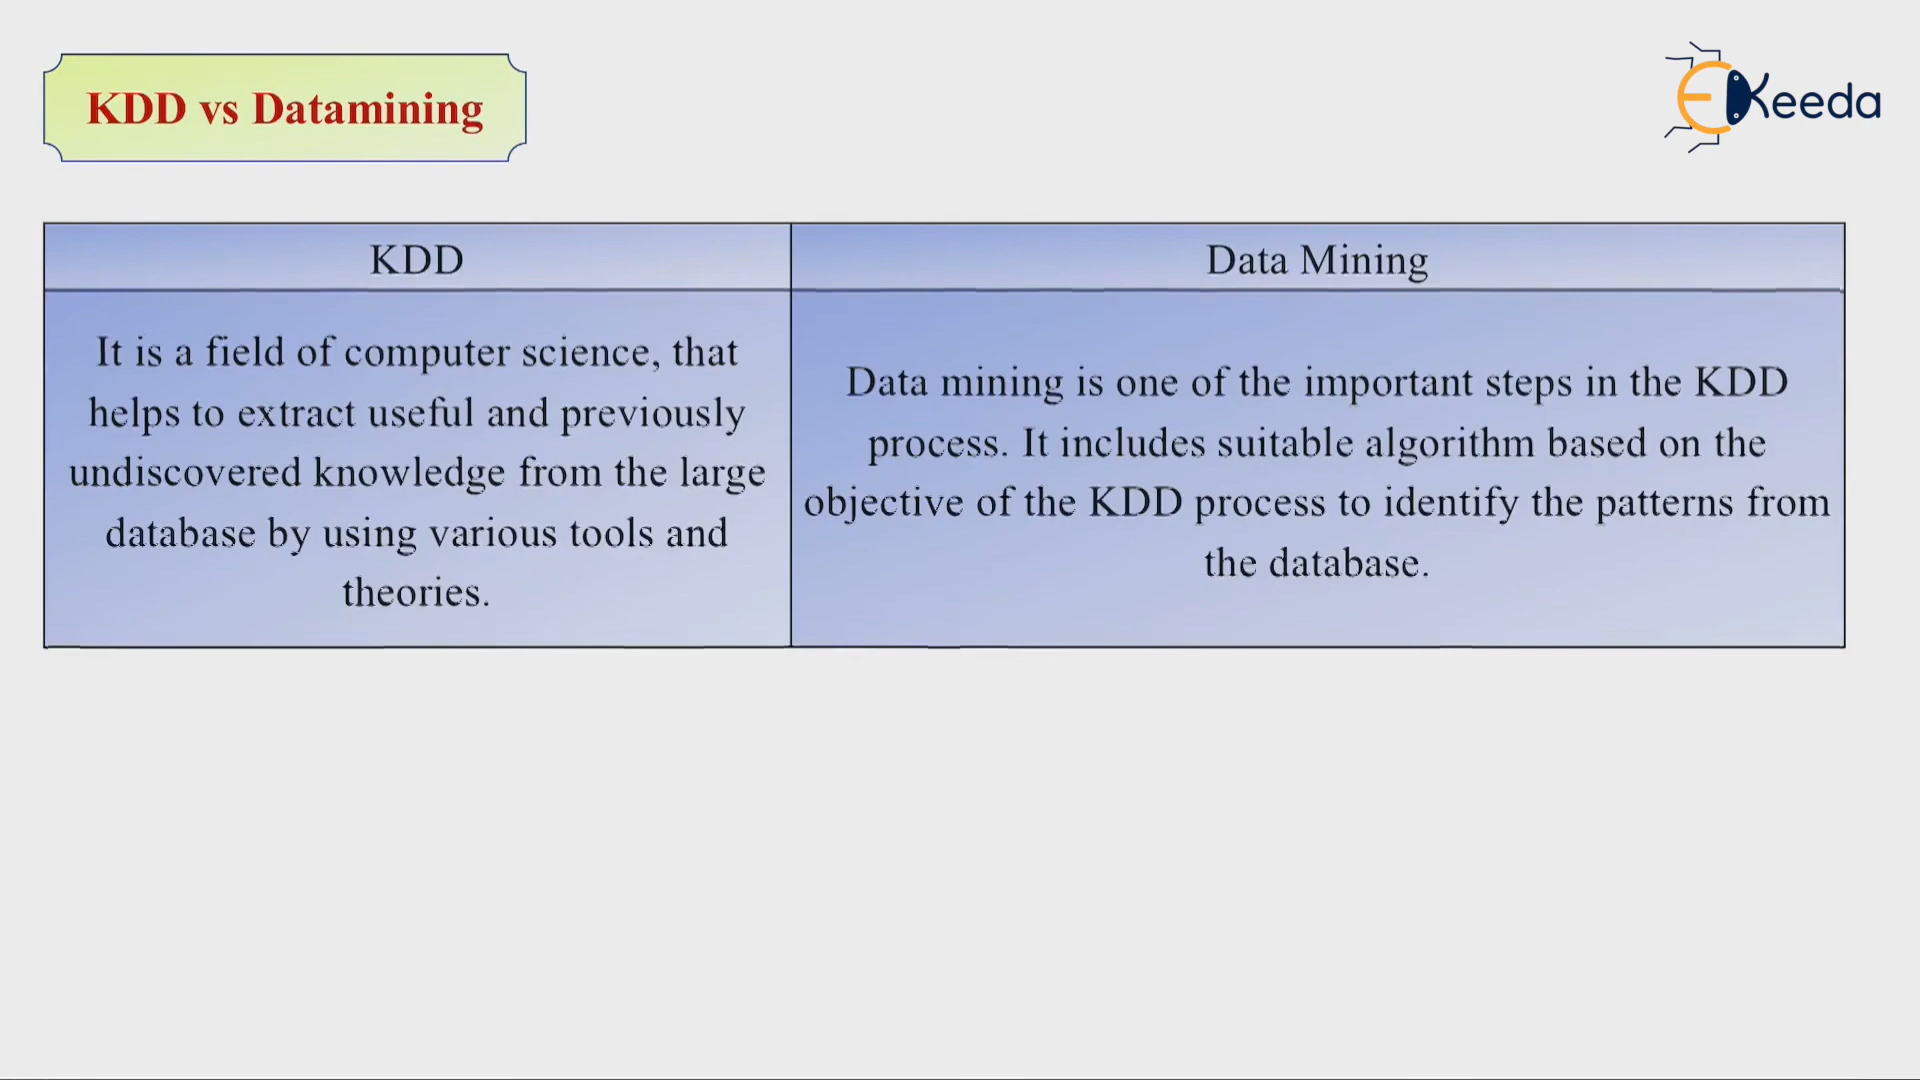 KDD vs Datamining
EKeeda
KDD
Data Mining
It is a field of computer science, that
helps to extract useful and previously
undiscovered knowledge from the large
database by using various tools and
theories.
Data mining is one of the important steps in the KDD
process. It includes suitable algorithm based on the
objective of the KDD process to identify the patterns from
the database.